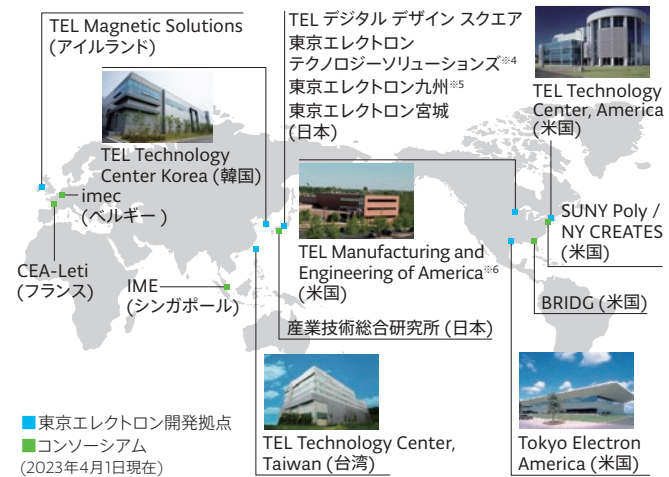 TEL Magnetic Solutions
(アイルランド)
TEL デジタル デザイン スクエア
東京エレクトロン
テクノロジーソリューションズ※4
東京エレクトロン九州※5
東京エレクトロン宮城
(日本)
TEL Technology
Center, America
(米国)
TEL Technology
Center Korea (韓国)
imec
(ベルギー )
CEA-Leti
(フランス)
IME
(シンガポール)
TEL Manufacturing and
Engineering of America※6
(米国)
SUNY Poly /
NY CREATES
(米国)
BRIDG (米国)
産業技術総合研究所 (日本)
TEL Technology Center,
Taiwan (台湾)
Tokyo Electron
America (米国)
東京エレクトロン開発拠点
コンソーシアム
(2023年4月1日現在)